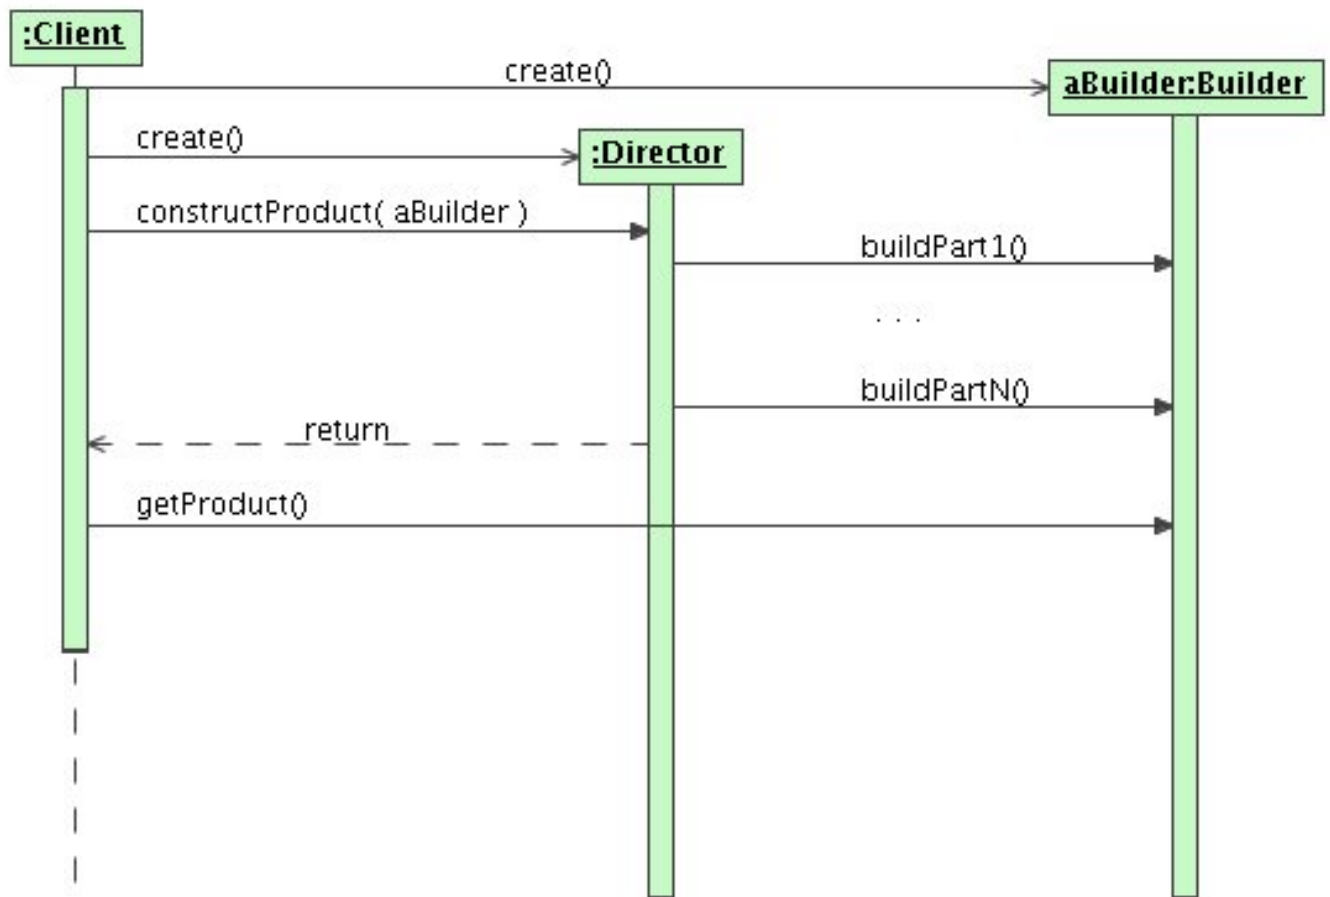 :Client
create()
aBuilder:Builder
create()
:Director
constructProduct( aBuilder )
buildPart1()
. . .
buildPartN()
return
getProduct()